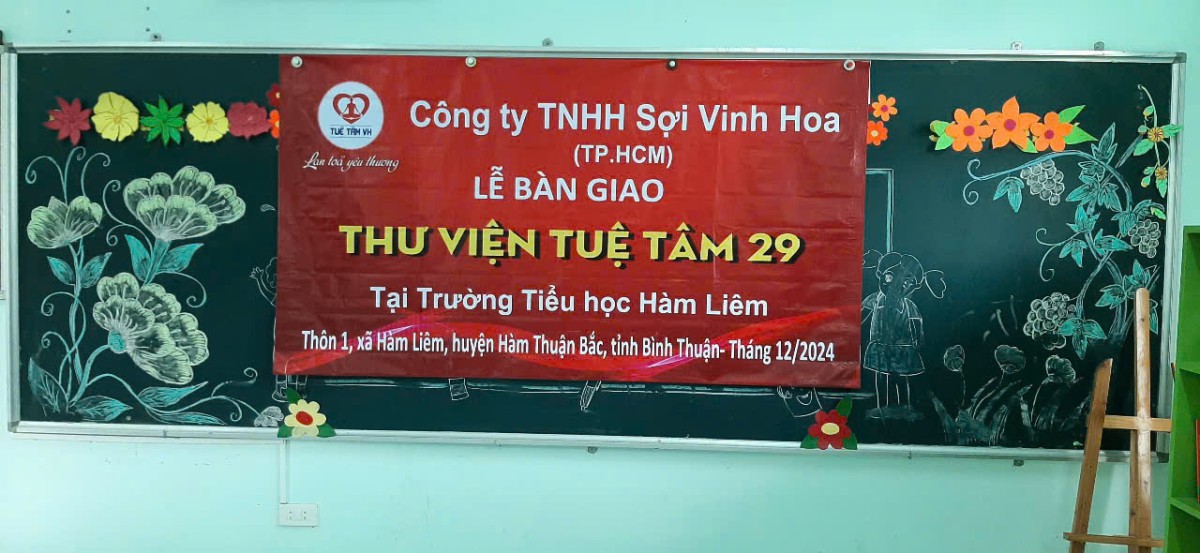 TUỆ TÂM VH
Lan toả yêu thương
Công ty TNHH Sợi Vinh Hoa
(TP.HCM)
LỄ BÀN GIAO
THƯ VIỆN TUỆ TÂM 29
Tại Trường Tiểu học Hàm Liêm
Thôn 1, xã Hàm Liêm, huyện Hàm Thuận Bắc, tỉnh Bình Thuận- Tháng 12/2024